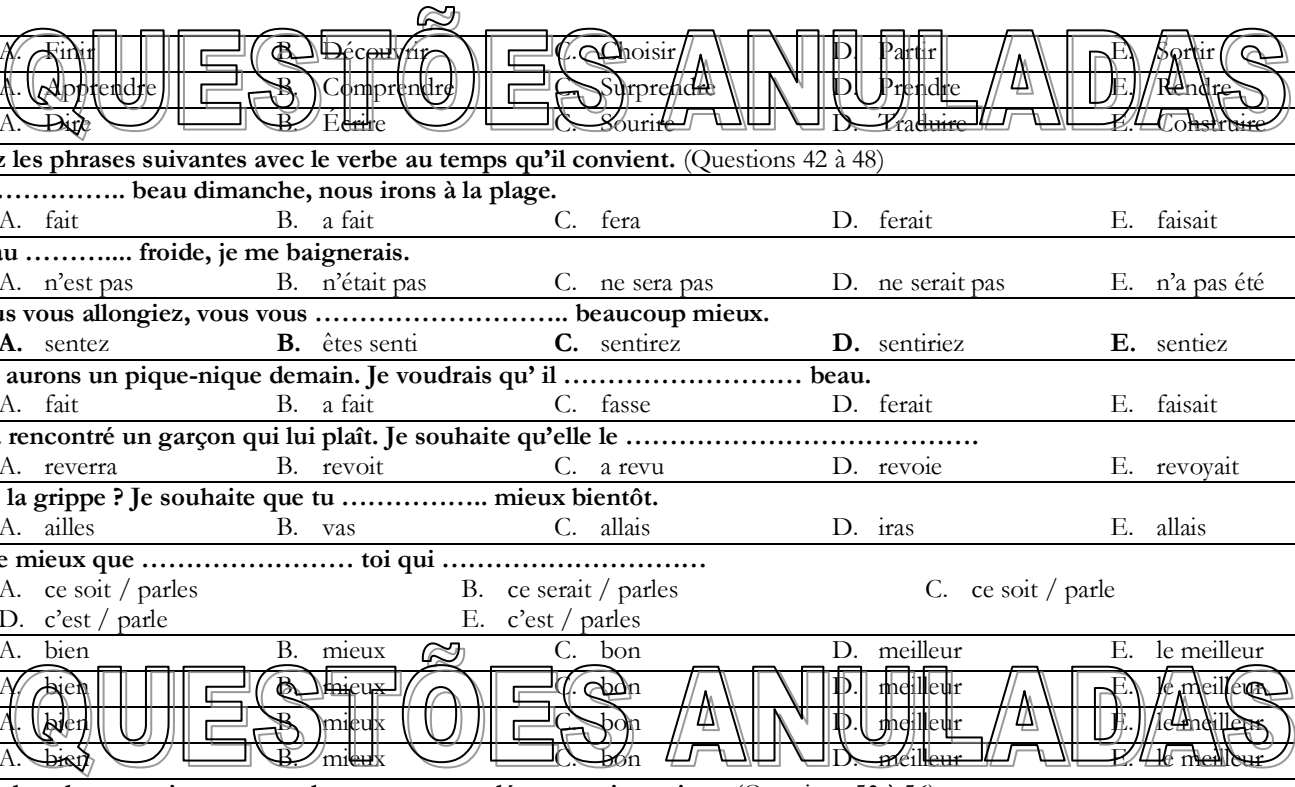 QUESTÕES ANULADAS
A. Finir B. Découvrir C. Choisir D. Partir E. Sortir
A. Apprendre B. Comprendre C. Surprendre D. Prendre E. Rendre
A. Dire B. Écrire C. Sourire D. Traduire E. Construire
les phrases suivantes avec le verbe au temps qu’il convient. (Questions 42 à 48)
………….. beau dimanche, nous irons à la plage.
A. fait B. a fait C. fera D. ferait E. faisait
………... froide, je me baignerais.
A. n’est pas B. n’était pas C. ne sera pas D. ne serait pas E. n’a pas été
vous allongiez, vous vous ……………………….. beaucoup mieux.
A. sentez B. êtes senti C. sentirez D. sentiriez E. sentiez
aurons un pique-nique demain. Je voudrais qu’ il ……………………… beau.
A. fait B. a fait C. fasse D. ferait E. faisait
rencontré un garçon qui lui plaît. Je souhaite qu’elle le …………………………………
A. reverra B. revoit C. a revu D. revoie E. revoyait
la grippe ? Je souhaite que tu …………….. mieux bientôt.
A. ailles B. vas C. allais D. iras E. allais
mieux que …………………… toi qui …………………………
A. ce soit / parles B. ce serait / parles C. ce soit / parle
D. c’est / parle E. c’est / parles
A. bien B. mieux C. bon D. meilleur E. le meilleur
QUESTÕES ANULADAS
A. bien B. mieux C. bon D. meilleur E. le meilleur
A. bien B. mieux C. bon D. meilleur E. le meilleur
A. bien B. mieux C. bon D. meilleur E. le meilleur